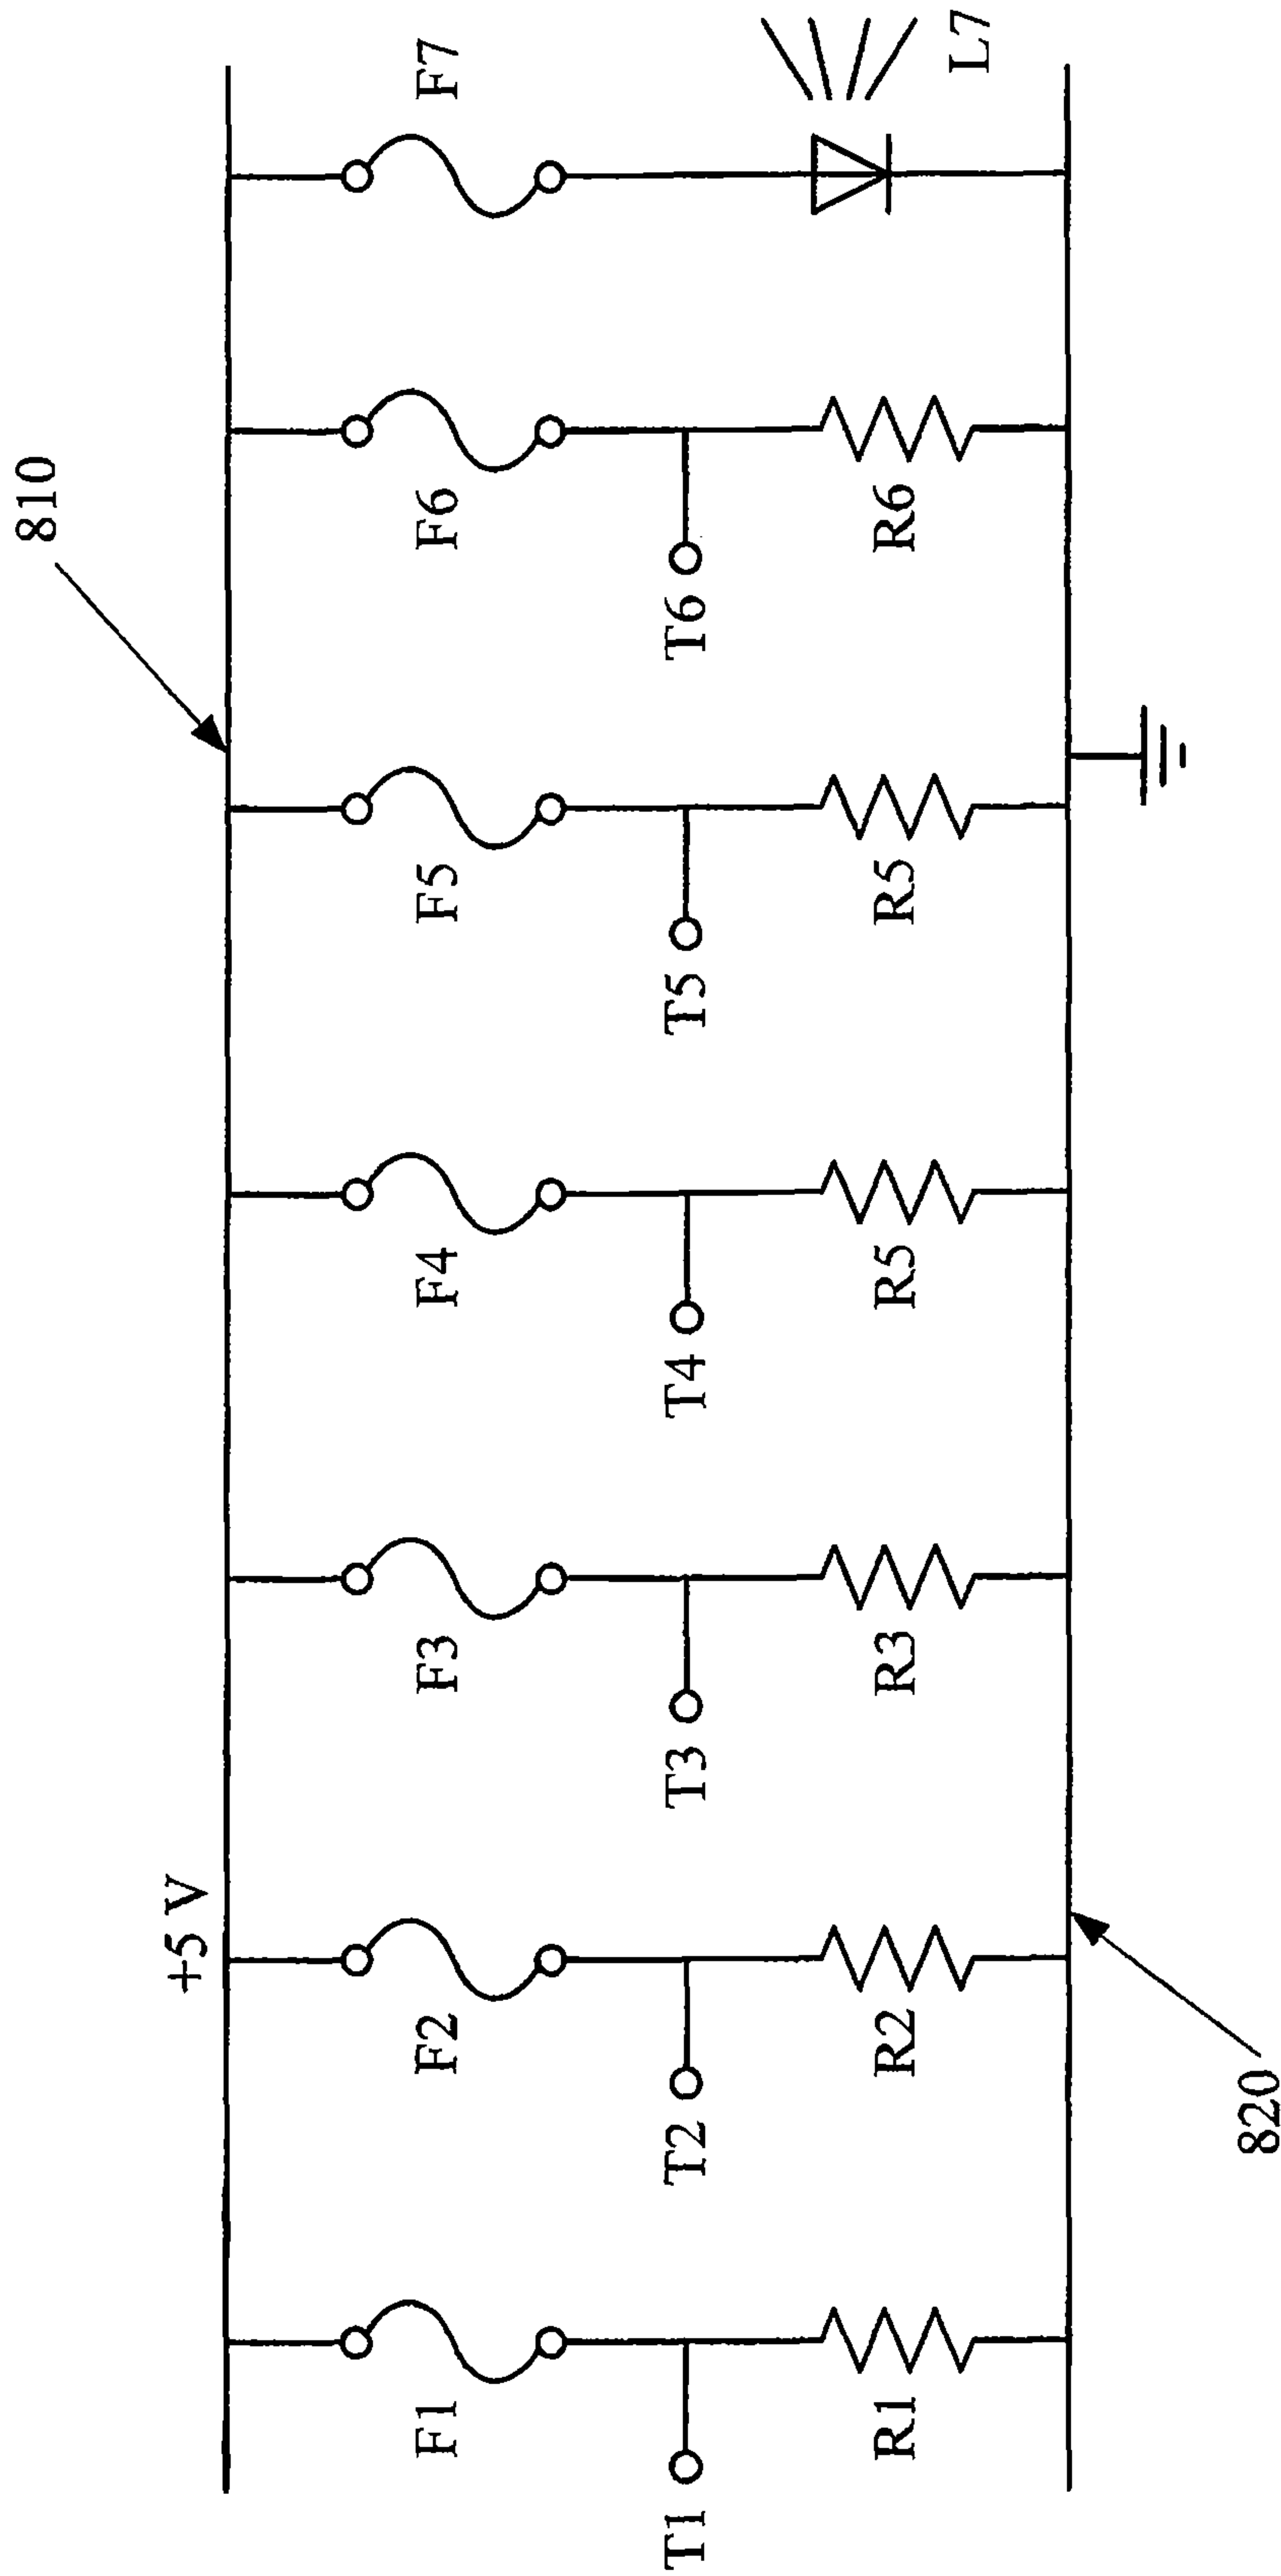 810
+5 V
F1 F2 F3 F4 F5 F6 F7
T1 T2 T3 T4 T5 T6
R1 R2 R3 R5 R5 R6 L7
820